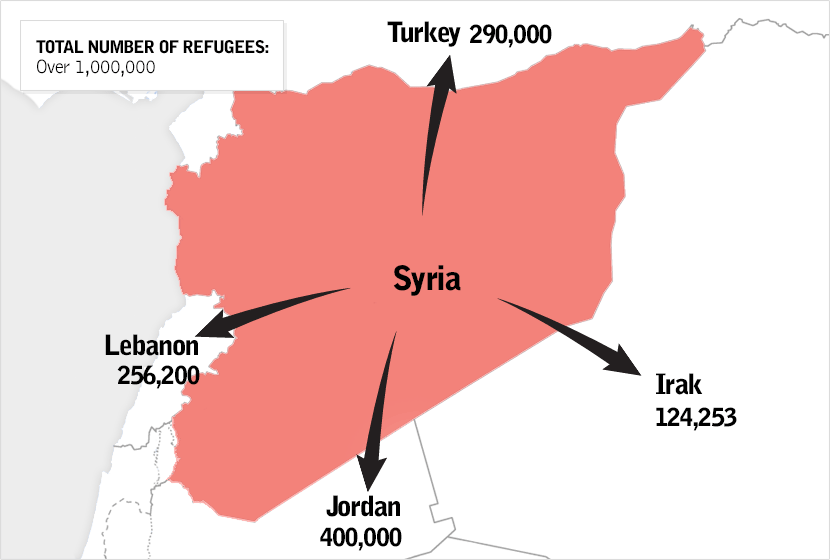 TOTAL NUMBER OF REFUGEES:
Over 1,000,000
Turkey 290,000
Syria
Lebanon
256,200
Irak
124,253
Jordan
400,000